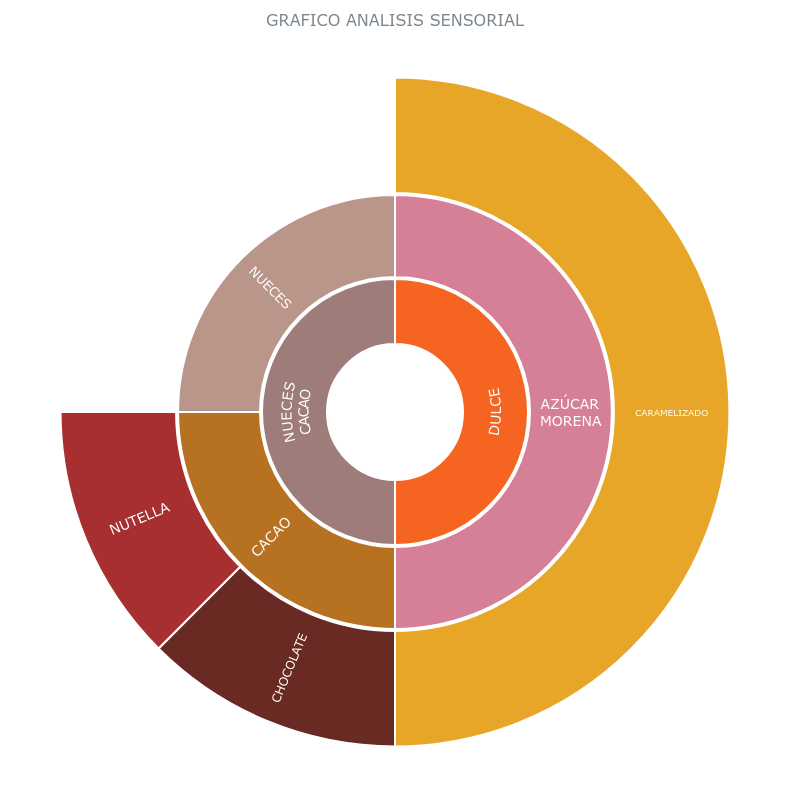 GRAFICO ANALISIS SENSORIAL
NUECES
NUECES
CACAO
DULCE
AZÚCAR
MORENA
CARAMELIZADO
NUTELLA
CACAO
CHOCOLATE